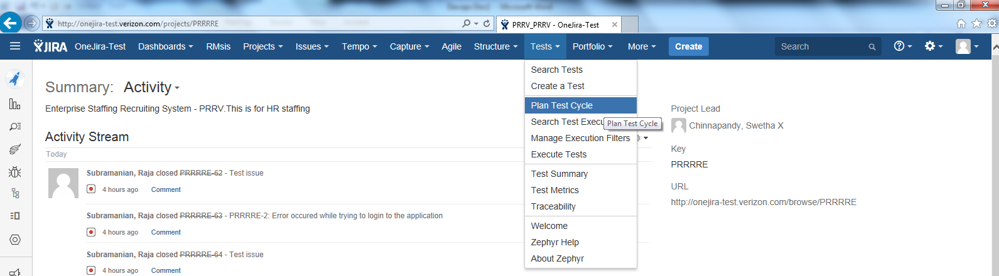 http://onejira-test.verizon.com/projects/PRRRRE
PRRV_PRRV - OneJira-Test
JIRA OneJira-Test Dashboards RMsis Projects Issues Tempo Capture Agile Structure Tests Portfolio More Create Search
Summary: Activity
Enterprise Staffing Recruiting System - PRRV.This is for HR staffing
Activity Stream
Today
Subramanian, Raja closed PRRRRE-62 - Test issue
4 hours ago Comment
Subramanian, Raja closed PRRRRE-63 - PRRRRE-2: Error occured while trying to login to the application
4 hours ago Comment
Subramanian, Raja closed PRRRRE-64 - Test issue
4 hours ago Comment
Search Tests
Create a Test
Plan Test Cycle
Search Test Execu
Plan Test Cycle
Manage Execution Filters
Execute Tests
Test Summary
Test Metrics
Traceability
Welcome
Zephyr Help
About Zephyr
Project Lead
Chinnapandy, Swetha X
Key
PRRRRE
URL
http://onejira-test.verizon.com/browse/PRRRRE